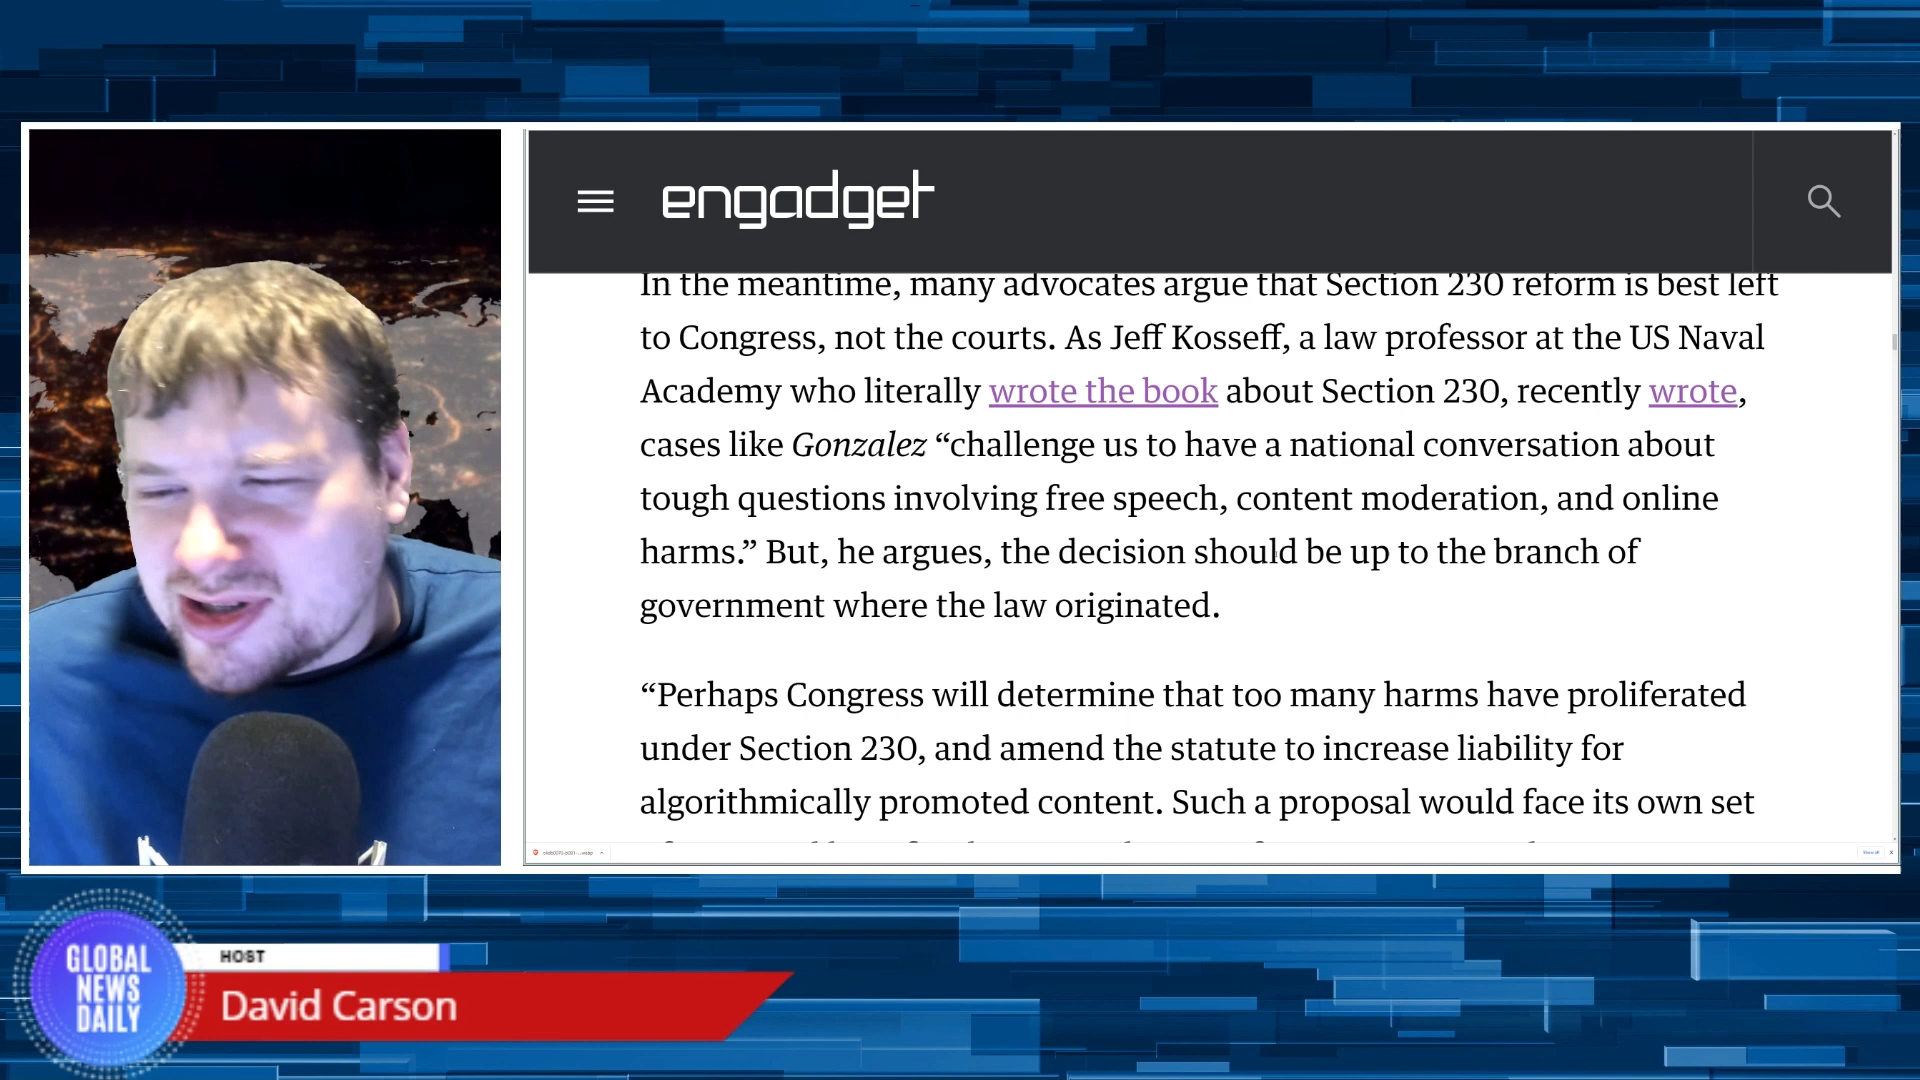 engadget
In the meantime, many advocates argue that Section 230 reform is best left
to Congress, not the courts. As Jeff Kosseff, a law professor at the US Naval
Academy who literally wrote the book about Section 230, recently wrote,
cases like Gonzalez “challenge us to have a national conversation about
tough questions involving free speech, content moderation, and online
harms.” But, he argues, the decision should be up to the branch of
government where the law originated.
“Perhaps Congress will determine that too many harms have proliferated
under Section 230, and amend the statute to increase liability for
algorithmically promoted content. Such a proposal would face its own set
Show all
GLOBAL
NEWS
DAILY
HOST
David Carson